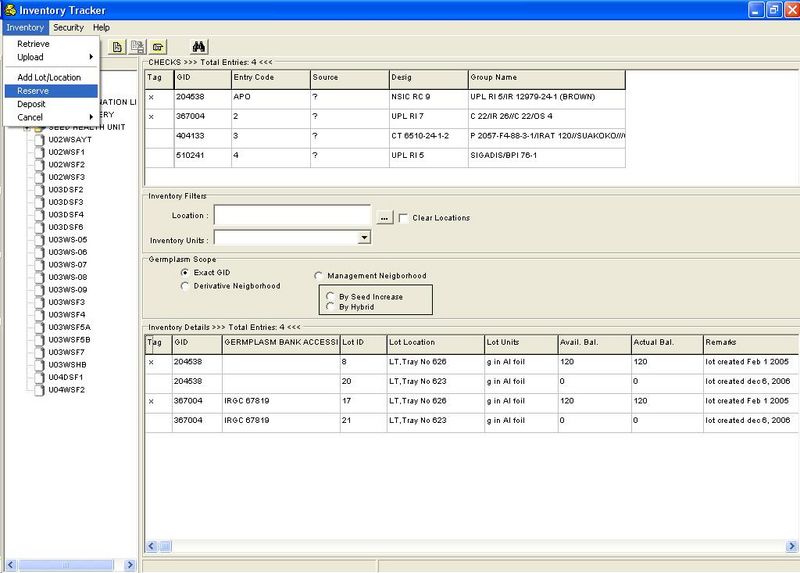 Inventory Tracker
Inventory Security Help
Retrieve
Upload
Add Lot/Location
Reserve
Deposit
Cancel
NATION LI
ERY
SEED HEALTH UNIT
U02WSAYT
U02WSF1
U02WSF2
U02WSF3
U03DSF2
U03DSF3
U03DSF4
U03DSF6
U03WS-05
U03WS-06
U03WS-07
U03WS-08
U03WS-09
U03WSF3
U03WSF4
U03WSF5A
U03WSF5B
U03WSF7
U03WSHB
U04DSF1
U04WSF2
CHECKS >>> Total Entries: 4 <<<
Tag GID Entry Code Source Desig Group Name
x 204538 APO ? NSIC RC 9 UPL RI 5/IR 12979-24-1 (BROWN)
x 367004 2 ? UPL RI 7 C 22/IR 26//C 22/OS 4
404133 3 ? CT 6510-24-1-2 P 2057-F4-88-3-1/IRAT 120//SUAKOKO///
510241 4 ? UPL RI 5 SIGADIS/BPI 76-1
Inventory Filters
Location : ... Clear Locations
Inventory Units :
Germplasm Scope
Exact GID Management Neigborhood
Derivative Neigborhood By Seed Increase
By Hybrid
Inventory Details >>> Total Entries: 4 <<<
Tag GID GERMPLASM BANK ACCESSI Lot ID Lot Location Lot Units Avail. Bal. Actual Bal. Remarks
x 204538 8 LT,Tray No 626 g in Al foil 120 120 lot created Feb 1 2005
204538 20 LT,Tray No 623 g in Al foil 0 0 lot created dec 6, 2006
x 367004 IRGC 67819 17 LT,Tray No 626 g in Al foil 120 120 lot created Feb 1 2005
367004 IRGC 67819 21 LT,Tray No 623 g in Al foil 0 0 lot created dec 6, 2006